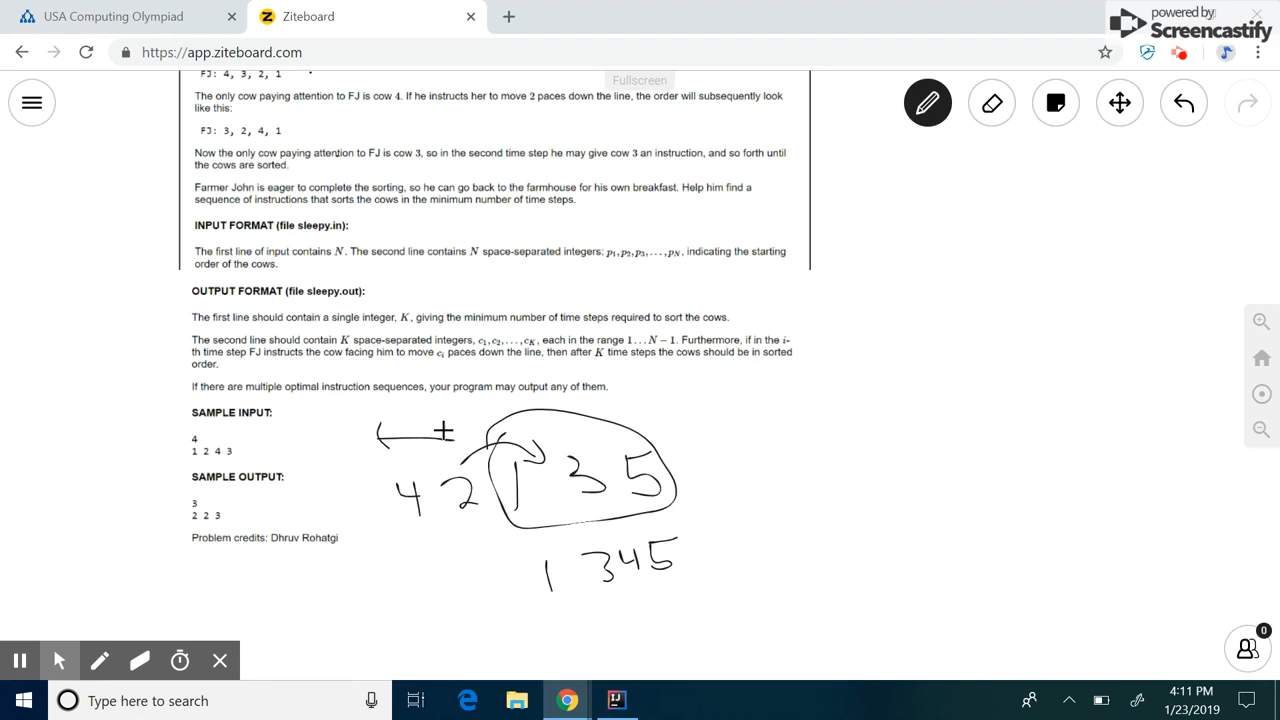 USA Computing Olympiad
Ziteboard
powered by
Screencastify
https://app.ziteboard.com
Fullscreen
FJ: 4, 3, 2, 1
The only cow paying attention to FJ is cow 4. If he instructs her to move 2 paces down the line, the order will subsequently look
like this:
FJ: 3, 2, 4, 1
Now the only cow paying attention to FJ is cow 3, so in the second time step he may give cow 3 an instruction, and so forth until
the cows are sorted.
Farmer John is eager to complete the sorting, so he can go back to the farmhouse for his own breakfast. Help him find a
sequence of instructions that sorts the cows in the minimum number of time steps.
INPUT FORMAT (file sleepy.in):
The first line of input contains N. The second line contains N space-separated integers: p1,p2,p3,...,pN, indicating the starting
order of the cows.
OUTPUT FORMAT (file sleepy.out):
The first line should contain a single integer, K, giving the minimum number of time steps required to sort the cows.
The second line should contain K space-separated integers, c1,c2,...,cK, each in the range 1...N−1. Furthermore, if in the i-
th time step FJ instructs the cow facing him to move ci paces down the line, then after K time steps the cows should be in sorted
order.
If there are multiple optimal instruction sequences, your program may output any of them.
SAMPLE INPUT:
4
1 2 4 3
SAMPLE OUTPUT:
3
2 2 3
Problem credits: Dhruv Rohatgi
4 2 1 3 5
1 3 4 5
0
Type here to search
4:11 PM
1/23/2019